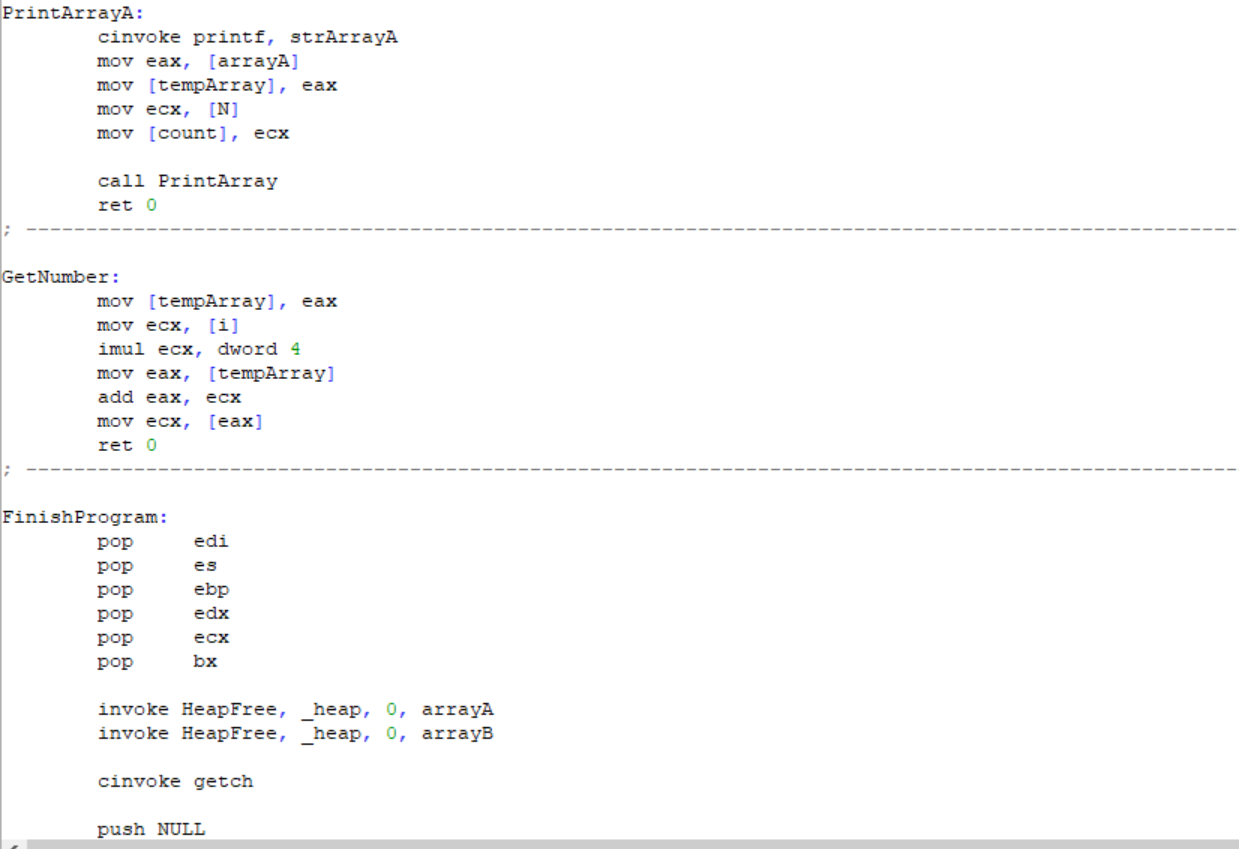 PrintArrayA:
        cinvoke printf, strArrayA
        mov eax, [arrayA]
        mov [tempArray], eax
        mov ecx, [N]
        mov [count], ecx

        call PrintArray
        ret 0
; -----------------------------------------------------------------------------------------------------

GetNumber:
        mov [tempArray], eax
        mov ecx, [i]
        imul ecx, dword 4
        mov eax, [tempArray]
        add eax, ecx
        mov ecx, [eax]
        ret 0
; -----------------------------------------------------------------------------------------------------

FinishProgram:
        pop     edi
        pop     es
        pop     ebp
        pop     edx
        pop     ecx
        pop     bx

        invoke HeapFree, _heap, 0, arrayA
        invoke HeapFree, _heap, 0, arrayB

        cinvoke getch

        push NULL